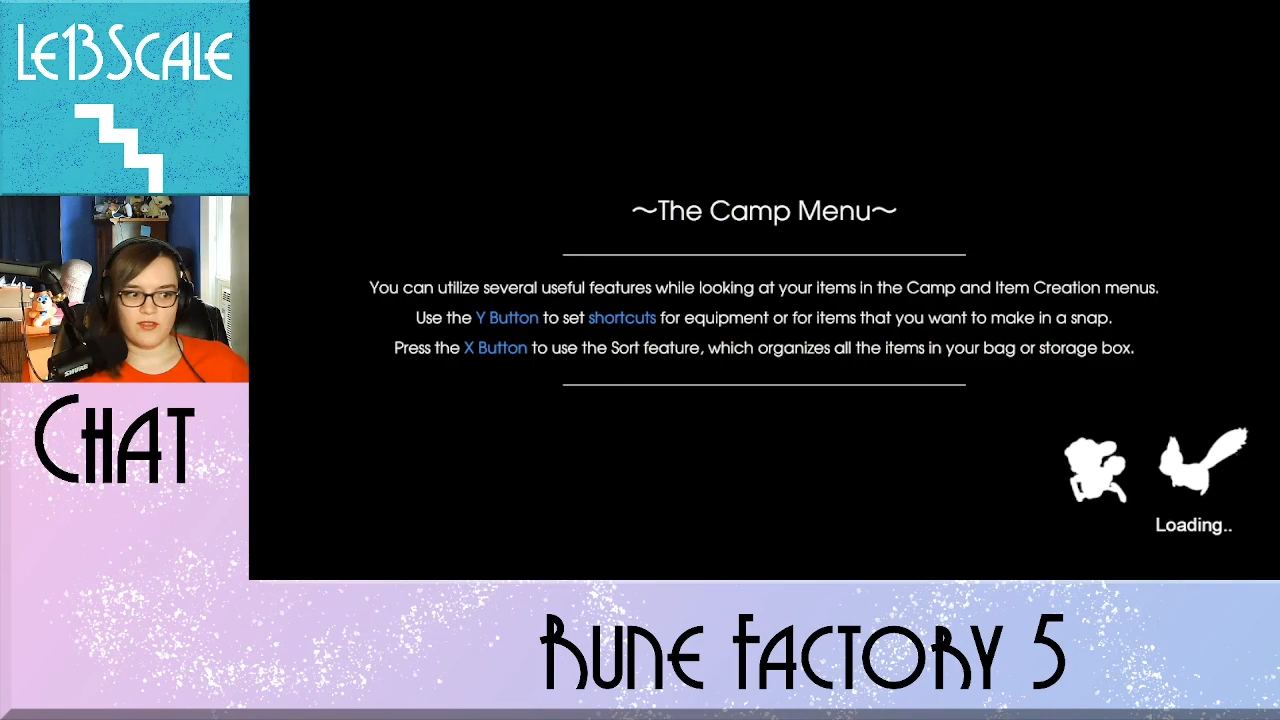 Le13Scale
～The Camp Menu～
You can utilize several useful features while looking at your items in the Camp and Item Creation menus.
Use the Y Button to set shortcuts for equipment or for items that you want to make in a snap.
Press the X Button to use the Sort feature, which organizes all the items in your bag or storage box.
SHURE
Chat
Loading..
Rune Factory 5